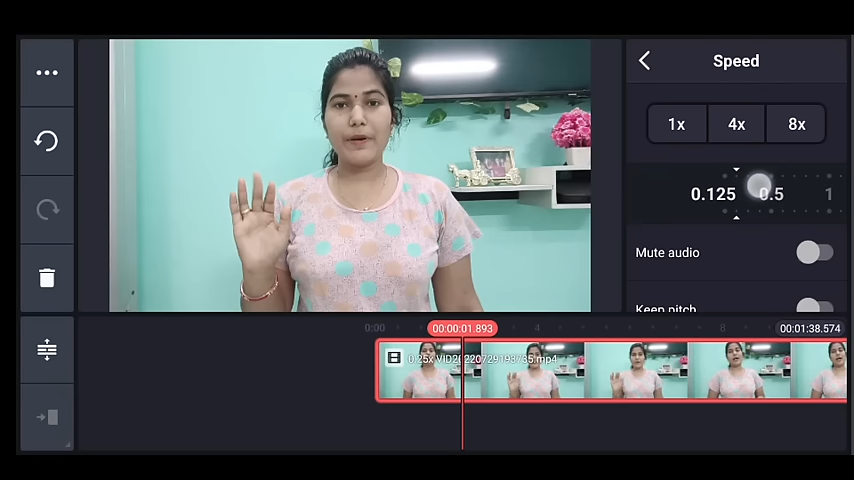 Speed
1x 4x 8x
0.125 0.5 1
Mute audio
Keep pitch
0:00 00:00:01.893 4 8 00:01:38.574
0.25x VID20220729193735.mp4